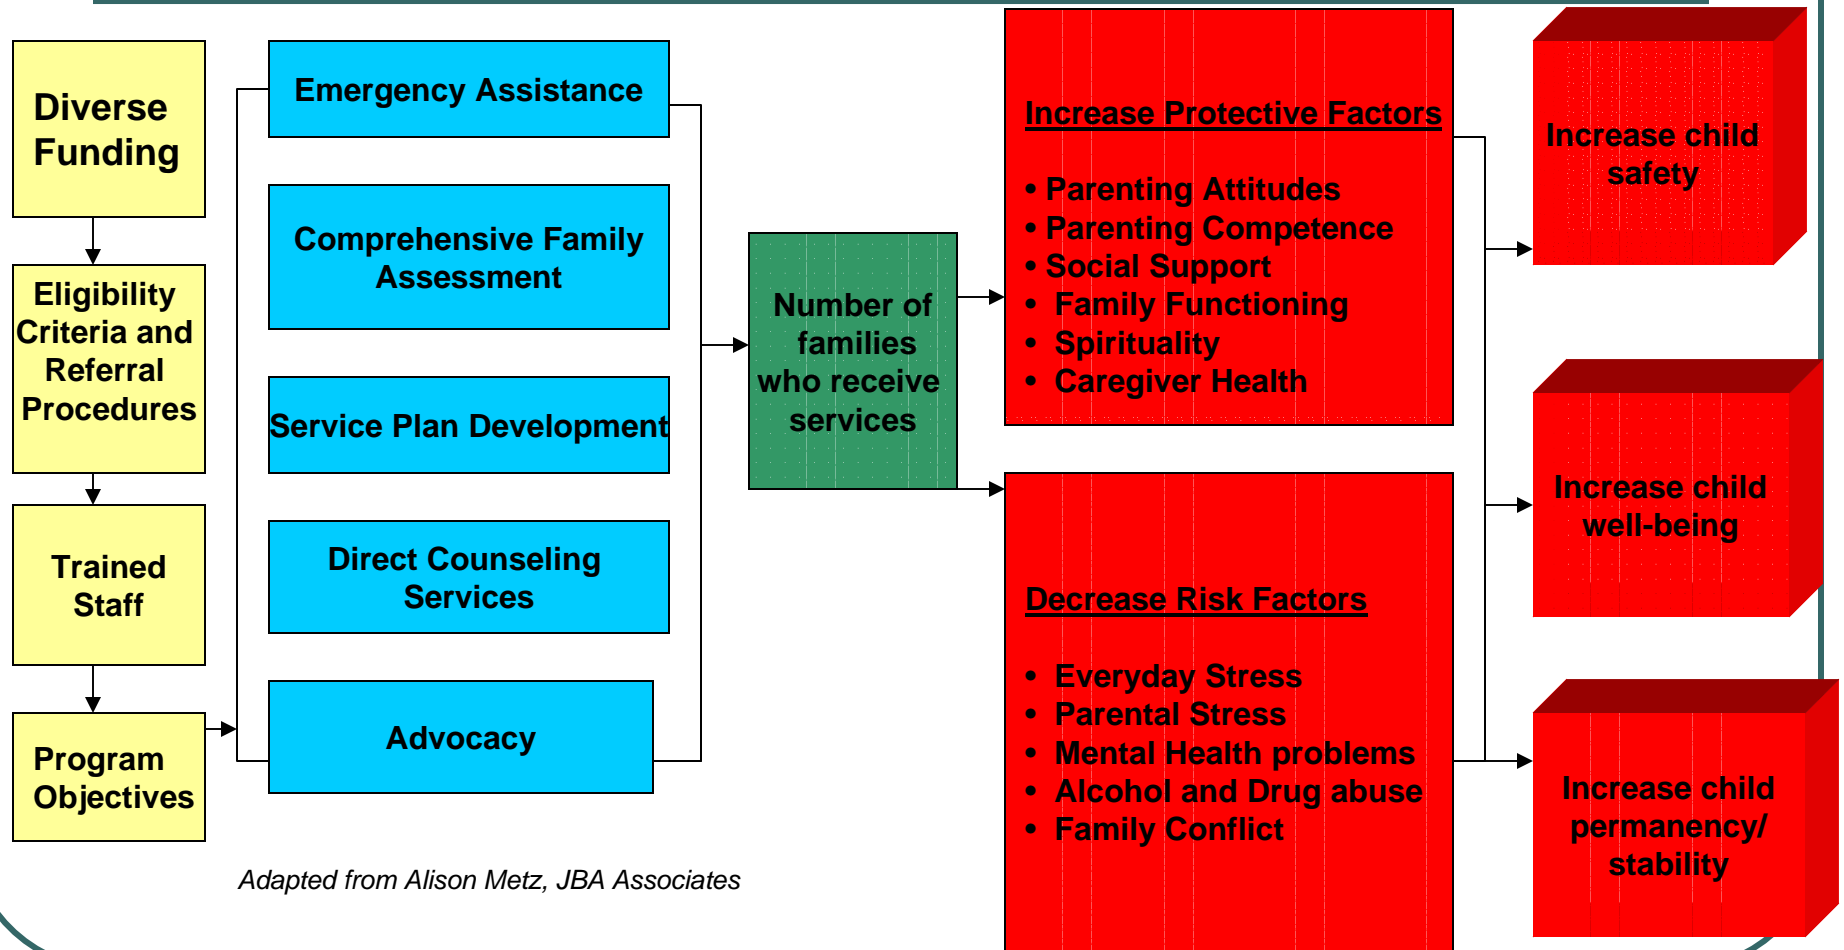 Diverse
Funding
Eligibility
Criteria and
Referral
Procedures
Trained
Staff
Program
Objectives
Emergency Assistance
Comprehensive Family
Assessment
Service Plan Development
Direct Counseling
Services
Advocacy
Number of
families
who receive
services
Increase Protective Factors
• Parenting Attitudes
• Parenting Competence
• Social Support
• Family Functioning
• Spirituality
• Caregiver Health
Decrease Risk Factors
• Everyday Stress
• Parental Stress
• Mental Health problems
• Alcohol and Drug abuse
• Family Conflict
Increase child
safety
Increase child
well-being
Increase child
permanency/
stability
Adapted from Alison Metz, JBA Associates